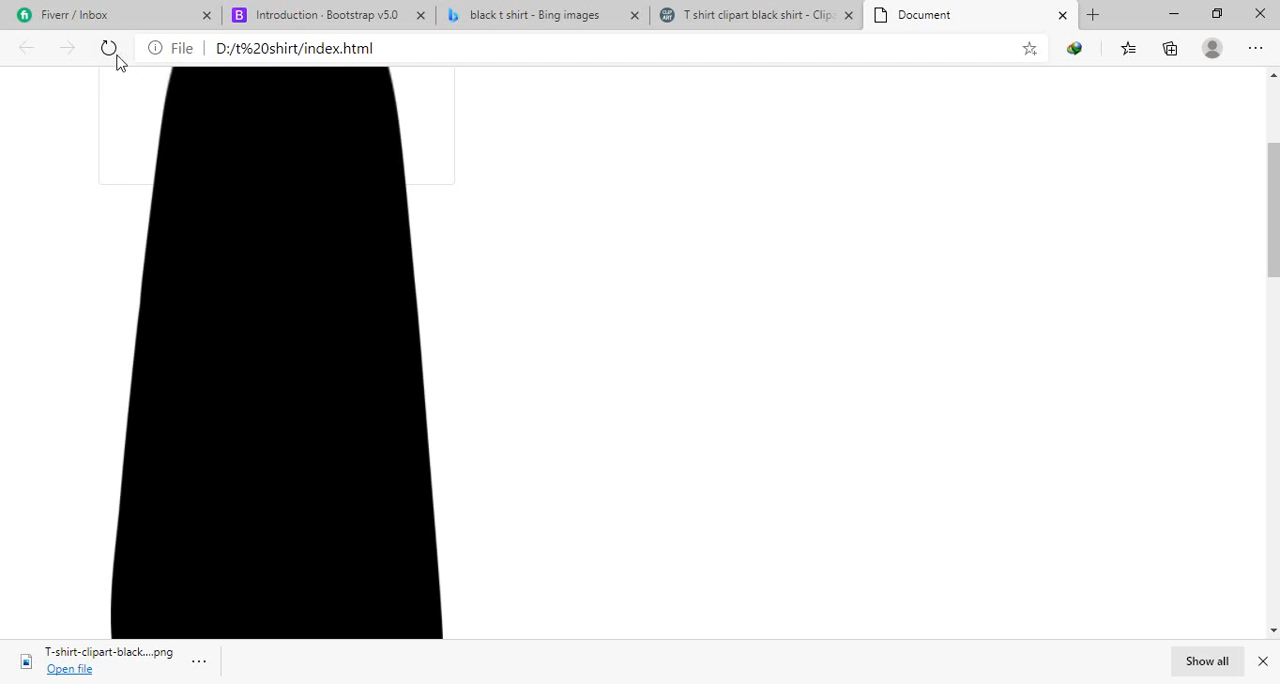 Fiverr / Inbox
Introduction · Bootstrap v5.0
black t shirt - Bing images
T shirt clipart black shirt - Clip
Document
File
D:/t%20shirt/index.html
T-shirt-clipart-black....png
Open file
Show all